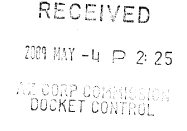 RECEIVED
2009 MAY -4 P 2: 25
AZ CORP COMMISSION
DOCKET CONTROL